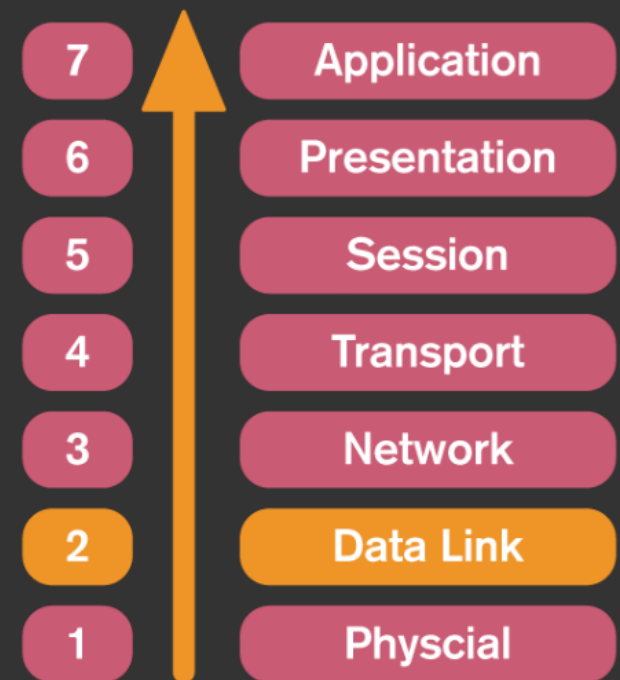 7 Application
6 Presentation
5 Session
4 Transport
3 Network
2 Data Link
1 Physcial